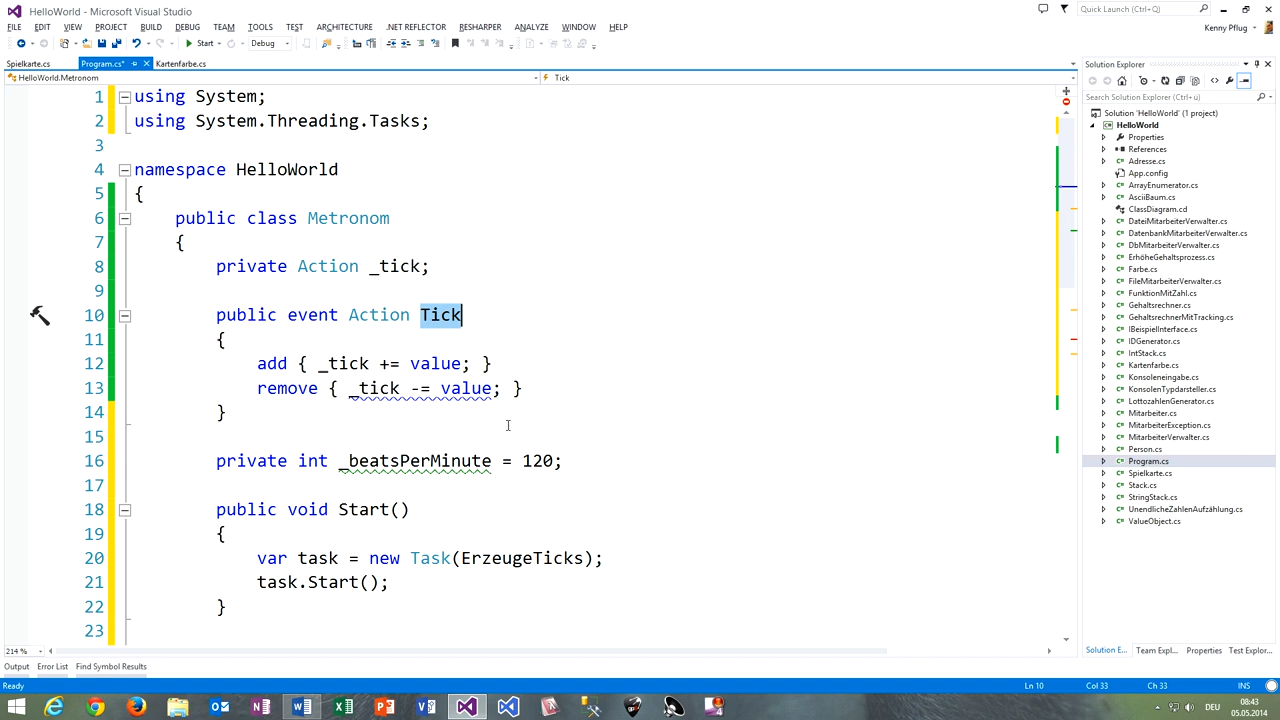 HelloWorld - Microsoft Visual Studio
Quick Launch (Ctrl+Q)
FILE EDIT VIEW PROJECT BUILD DEBUG TEAM TOOLS TEST ARCHITECTURE .NET REFLECTOR RESHARPER ANALYZE WINDOW HELP
Kenny Pflug
Start Debug
Spielkarte.cs Program.cs* Kartenfarbe.cs
HelloWorld.Metronom Tick
1 using System;
2 using System.Threading.Tasks;
3
4 namespace HelloWorld
5 {
6 public class Metronom
7 {
8 private Action _tick;
9
10 public event Action Tick
11 {
12 add { _tick += value; }
13 remove { _tick -= value; }
14 }
15
16 private int _beatsPerMinute = 120;
17
18 public void Start()
19 {
20 var task = new Task(ErzeugeTicks);
21 task.Start();
22 }
23
214 %
Solution Explorer
Search Solution Explorer (Ctrl+ü)
Solution 'HelloWorld' (1 project)
HelloWorld
Properties
References
Adresse.cs
App.config
ArrayEnumerator.cs
AsciiBaum.cs
ClassDiagram.cd
DateiMitarbeiterVerwalter.cs
DatenbankMitarbeiterVerwalter.cs
DbMitarbeiterVerwalter.cs
ErhöheGehaltsprozess.cs
Farbe.cs
FileMitarbeiterVerwalter.cs
FunktionMitZahl.cs
Gehaltsrechner.cs
GehaltsrechnerMitTracking.cs
IBeispielInterface.cs
IDGenerator.cs
IntStack.cs
Kartenfarbe.cs
Konsoleneingabe.cs
KonsolenTypdarsteller.cs
LottozahlenGenerator.cs
Mitarbeiter.cs
MitarbeiterException.cs
MitarbeiterVerwalter.cs
Person.cs
Program.cs
Spielkarte.cs
Stack.cs
StringStack.cs
UnendlicheZahlenAufzählung.cs
ValueObject.cs
Solution E... Team Expl... Properties Test Explor...
Output Error List Find Symbol Results
Ready Ln 10 Col 33 Ch 33 INS
DEU 08:43
05.05.2014